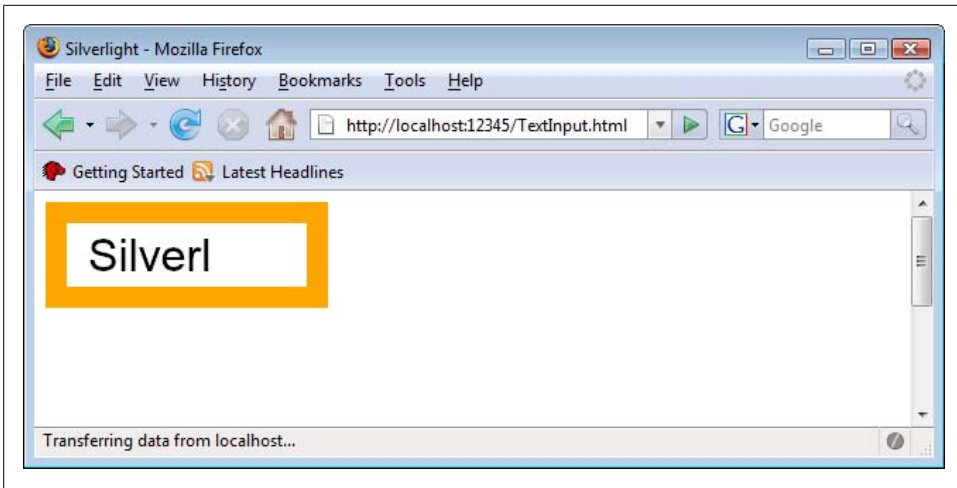 Silverlight - Mozilla Firefox
File Edit View History Bookmarks Tools Help
http://localhost:12345/TextInput.html G Google
Getting Started Latest Headlines
Silverl
Transferring data from localhost...